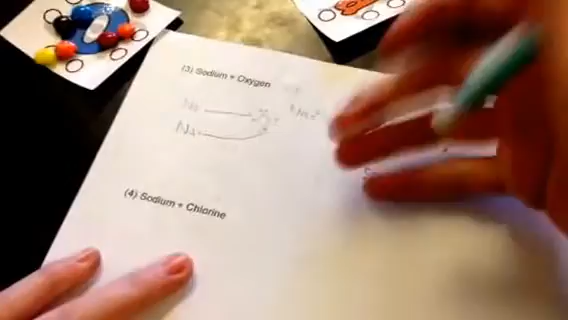 (3) Sodium + Oxygen
Na
Na
(4) Sodium + Chlorine